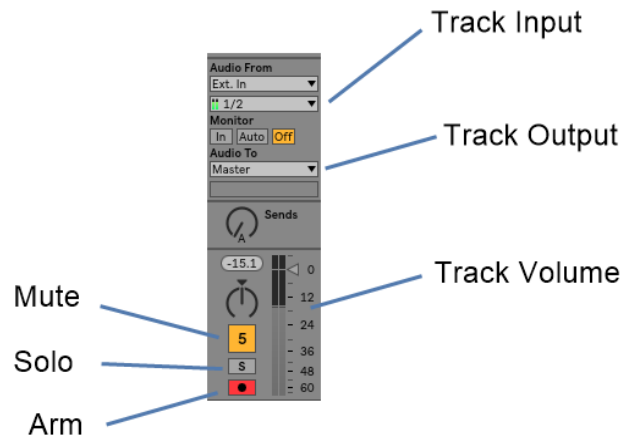 Track Input
Audio From
Ext. In
1/2
Monitor
In Auto Off
Track Output
Audio To
Master
Sends
A
-15.1
0
Track Volume
12
Mute
24
5
36
Solo
S
48
60
Arm